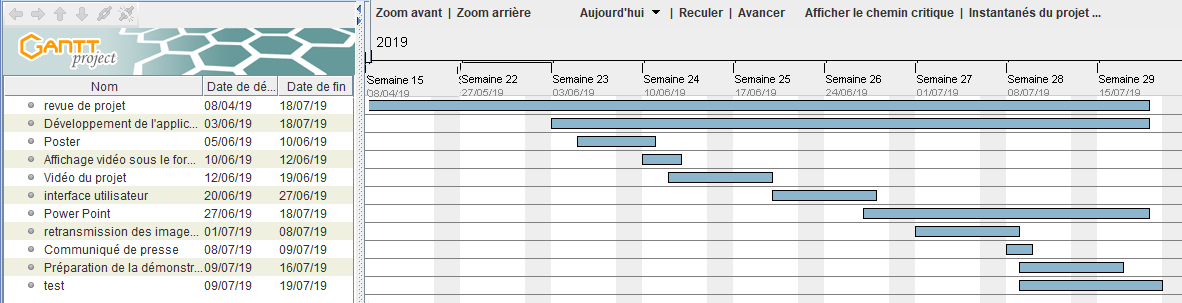 Zoom avant | Zoom arrière Aujourd'hui | Reculer | Avancer Afficher le chemin critique | Instantanés du projet ...
GANTT
project
2019
Semaine 15 Semaine 22 Semaine 23 Semaine 24 Semaine 25 Semaine 26 Semaine 27 Semaine 28 Semaine 29
08/04/19 27/05/19 03/06/19 10/06/19 17/06/19 24/06/19 01/07/19 08/07/19 15/07/19
Nom Date de dé... Date de fin
revue de projet 08/04/19 18/07/19
Développement de l'applic... 03/06/19 18/07/19
Poster 05/06/19 10/06/19
Affichage vidéo sous le for... 10/06/19 12/06/19
Vidéo du projet 12/06/19 19/06/19
interface utilisateur 20/06/19 27/06/19
Power Point 27/06/19 18/07/19
retransmission des image... 01/07/19 08/07/19
Communiqué de presse 08/07/19 09/07/19
Préparation de la démonstr... 09/07/19 16/07/19
test 09/07/19 19/07/19